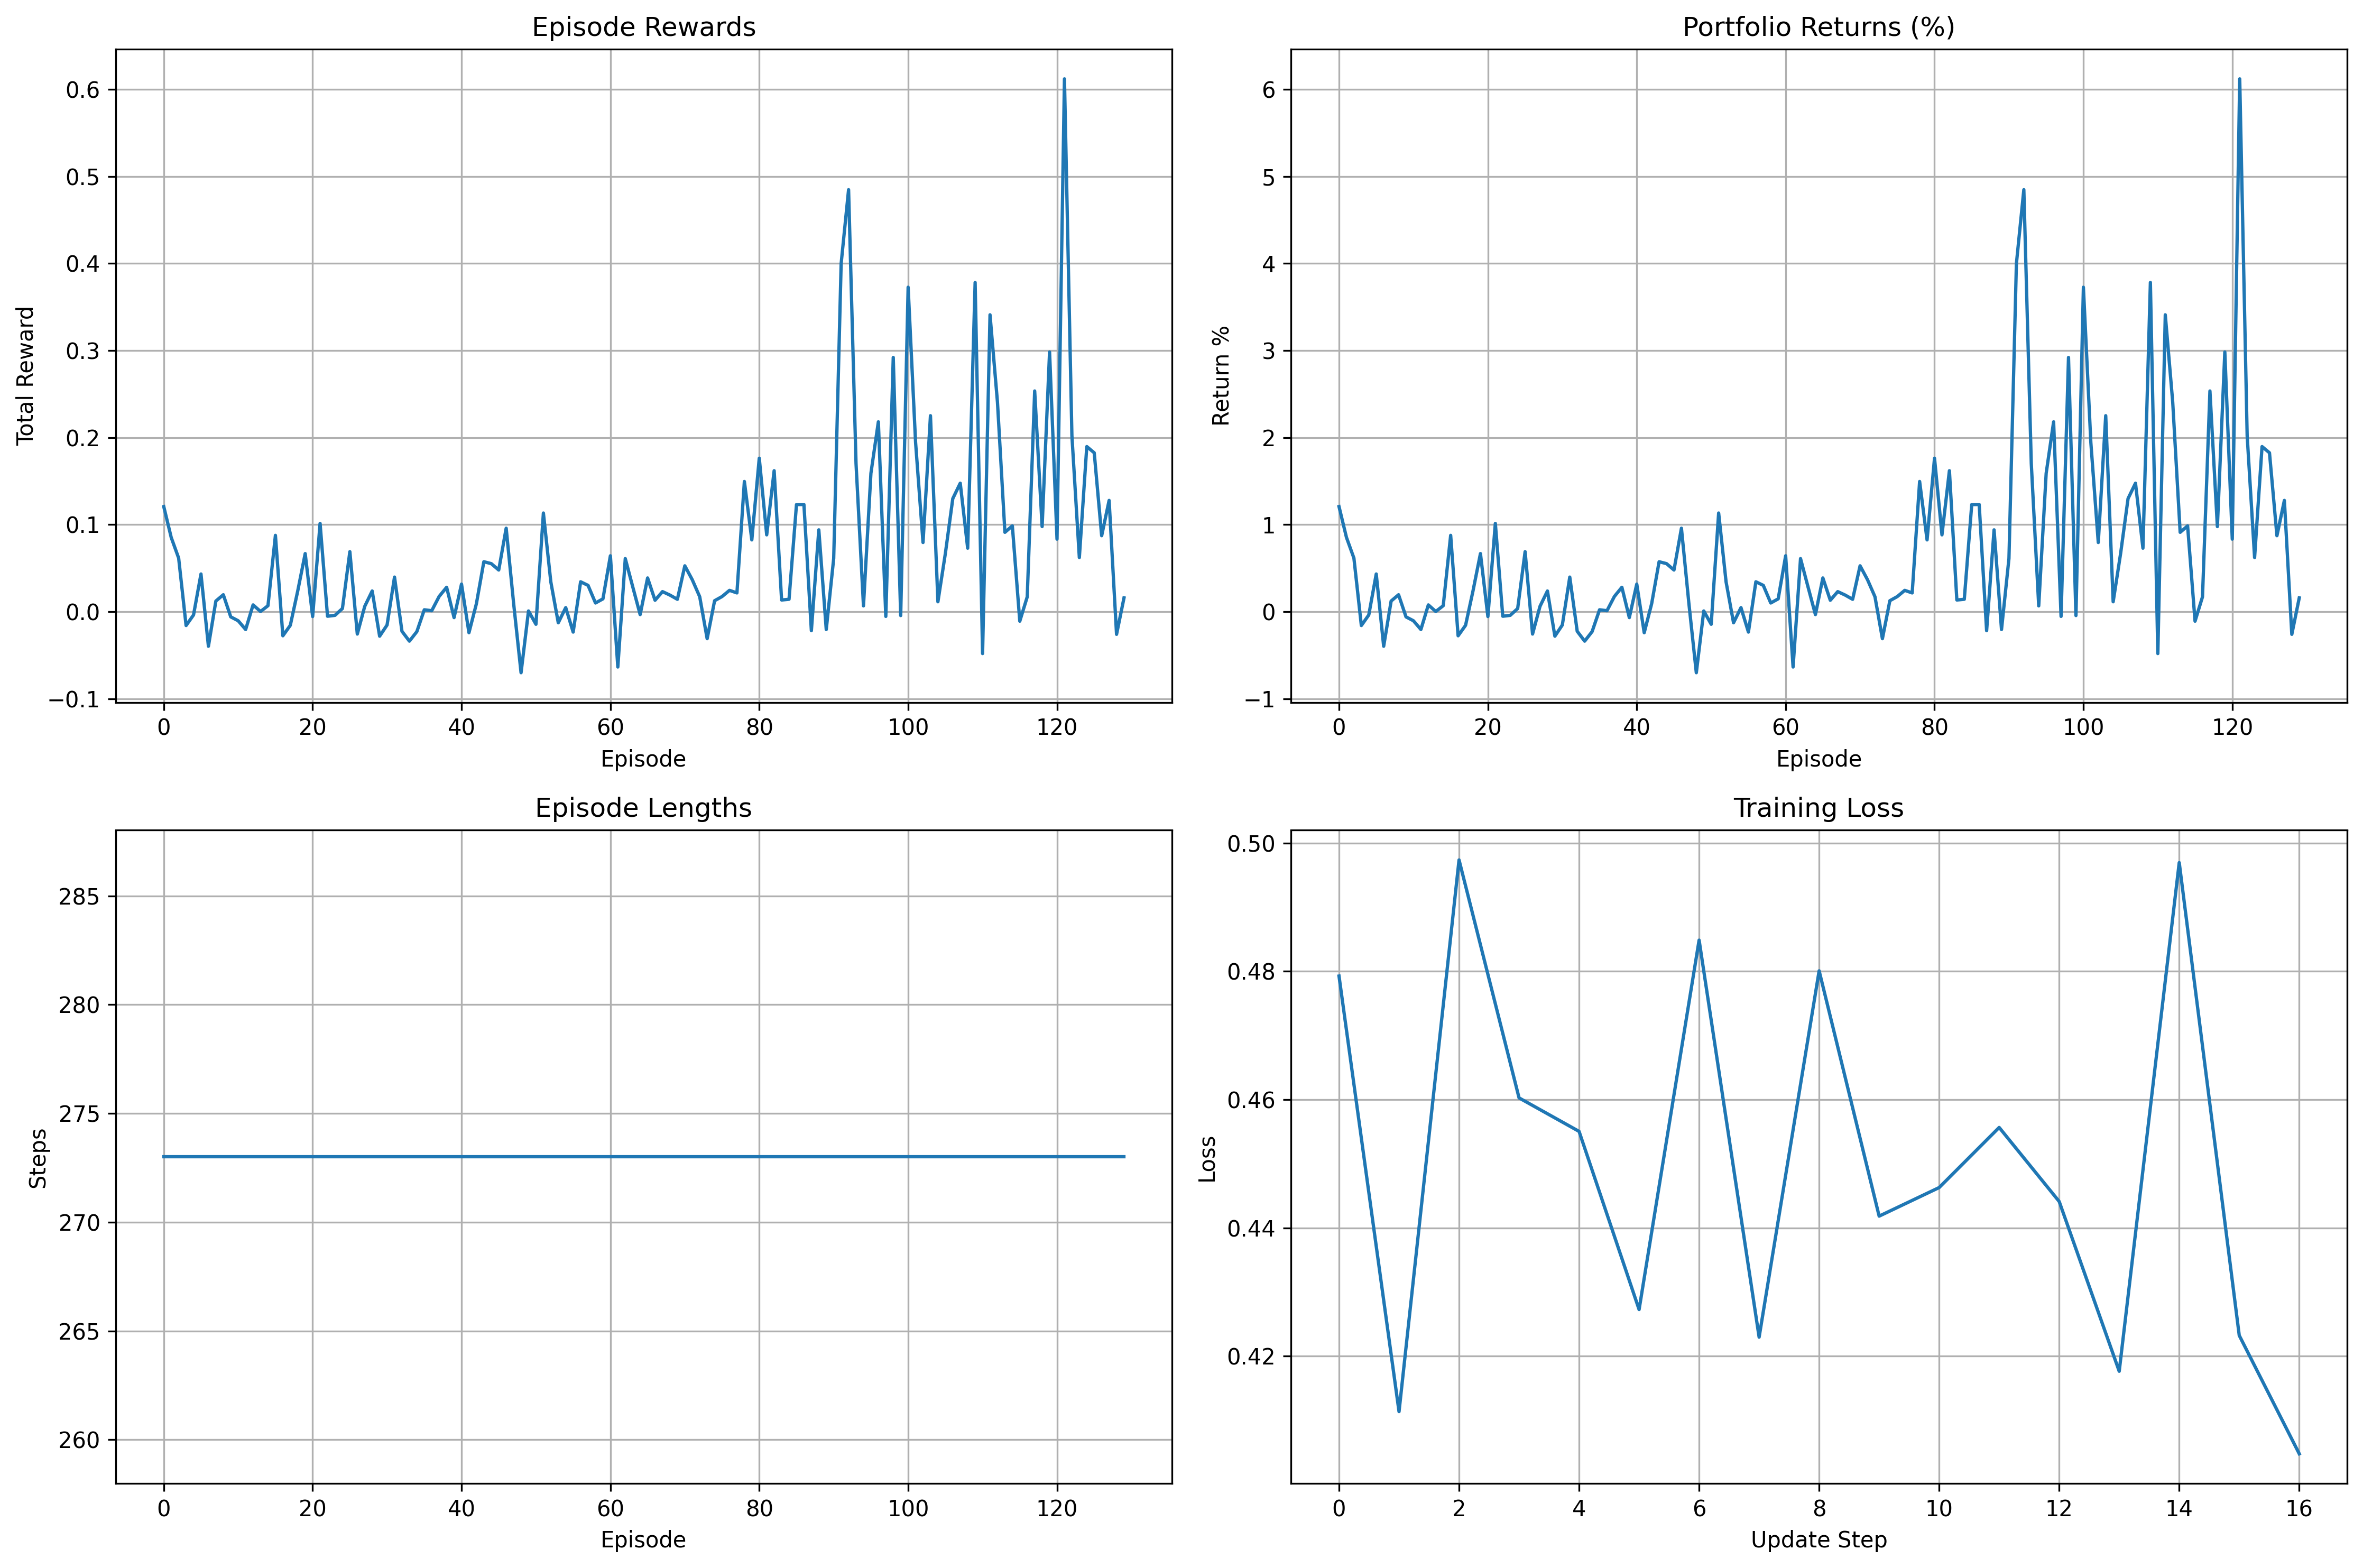 Episode Rewards
Total Reward
0.6
0.5
0.4
0.3
0.2
0.1
0.0
−0.1
0 20 40 60 80 100 120
Episode
Portfolio Returns (%)
Return %
6
5
4
3
2
1
0
−1
0 20 40 60 80 100 120
Episode
Episode Lengths
Steps
285
280
275
270
265
260
0 20 40 60 80 100 120
Episode
Training Loss
Loss
0.50
0.48
0.46
0.44
0.42
0 2 4 6 8 10 12 14 16
Update Step